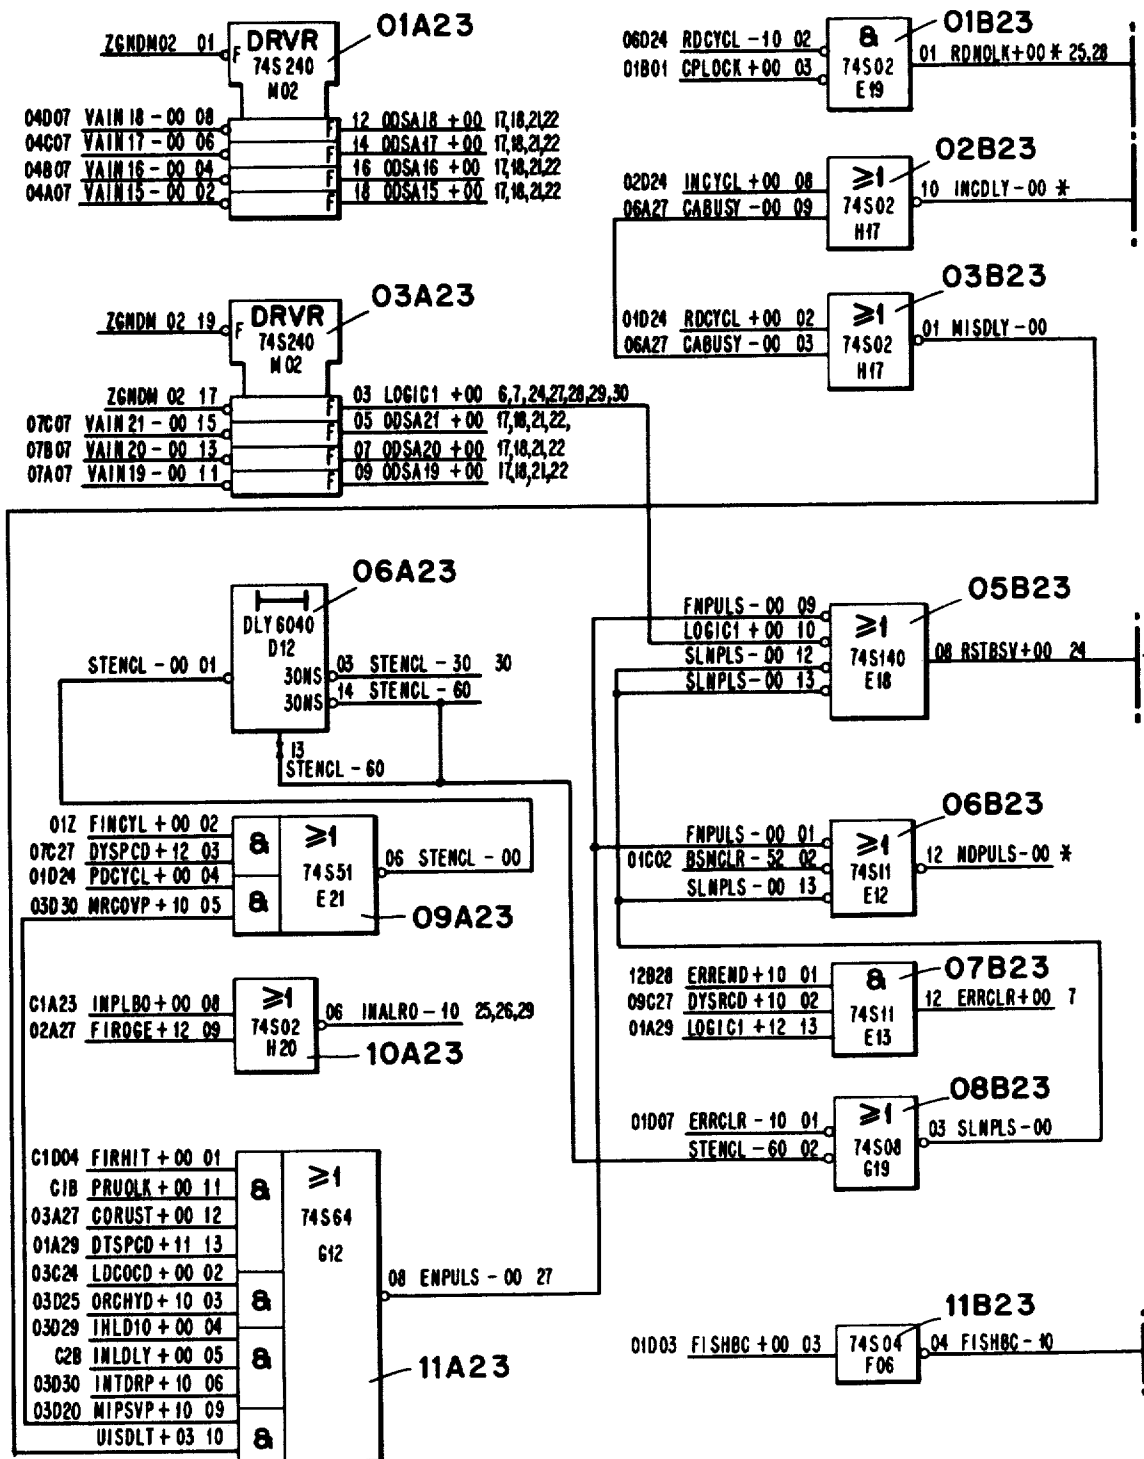 01A23
ZGNDM02 01
F
DRVR
74S240
M02
04D07 VAIN18-00 08
F 12 ODSA18+00 17,18,21,22
04C07 VAIN17-00 06
F 14 ODSA17+00 17,18,21,22
04B07 VAIN16-00 04
F 16 ODSA16+00 17,18,21,22
04A07 VAIN15-00 02
F 18 ODSA15+00 17,18,21,22
03A23
ZGNDM 02 19
F
DRVR
74S240
M02
ZGNDM 02 17
F 03 LOGIC1+00 6,7,24,27,28,29,30
07C07 VAIN21-00 15
F 05 ODSA21+00 17,18,21,22,
07B07 VAIN20-00 13
F 07 ODSA20+00 17,18,21,22
07A07 VAIN19-00 11
F 09 ODSA19+00 17,18,21,22
06A23
DLY6040
D12
STENCL-00 01
30NS 03 STENCL-30 30
30NS 14 STENCL-60
13
STENCL-60
01Z FINCYL+00 02
07C27 DYSPCD+12 03
01D24 PDCYCL+00 04
03D30 MRCOVP+10 05
&
&
≥1
74S51
E21
06 STENCL-00
09A23
C1A23 INPLBO+00 08
02A27 FIROGE+12 09
≥1
74S02
H20
06 INALRO-10 25,26,29
10A23
C1D04 FIRHIT+00 01
C1B PRUOLK+00 11
03A27 CORUST+00 12
01A29 DTSPCD+11 13
03C24 LDCOCD+00 02
03D25 ORCHYD+10 03
03D29 INLD10+00 04
C2B INLDLY+00 05
03D30 INTDRP+10 06
03D20 MIPSVP+10 09
UISDLT+03 10
&
&
&
&
≥1
74S64
G12
08 ENPULS-00 27
11A23
01B23
06D24 RDCYCL-10 02
01B01 CPLOCK+00 03
&
74S02
E19
01 RDNOLK+00 * 25,28
02B23
02D24 INCYCL+00 08
06A27 CABUSY-00 09
≥1
74S02
H17
10 INCDLY-00 *
03B23
01D24 RDCYCL+00 02
06A27 CABUSY-00 03
≥1
74S02
H17
01 MISDLY-00
05B23
FNPULS-00 09
LOGIC1+00 10
SLNPLS-00 12
SLNPLS-00 13
≥1
74S140
E18
08 RSTBSV+00 24
06B23
FNPULS-00 01
01C02 BSNCLR-52 02
SLNPLS-00 13
≥1
74S11
E12
12 NDPULS-00 *
07B23
12B28 ERREND+10 01
09C27 DYSRCD+10 02
01A29 LOGIC1+12 13
&
74S11
E13
12 ERRCLR+00 7
08B23
01D07 ERRCLR-10 01
STENCL-60 02
≥1
74S08
G19
03 SLNPLS-00
11B23
01D03 FISHBC+00 03
74S04
F06
04 FISHBC-10